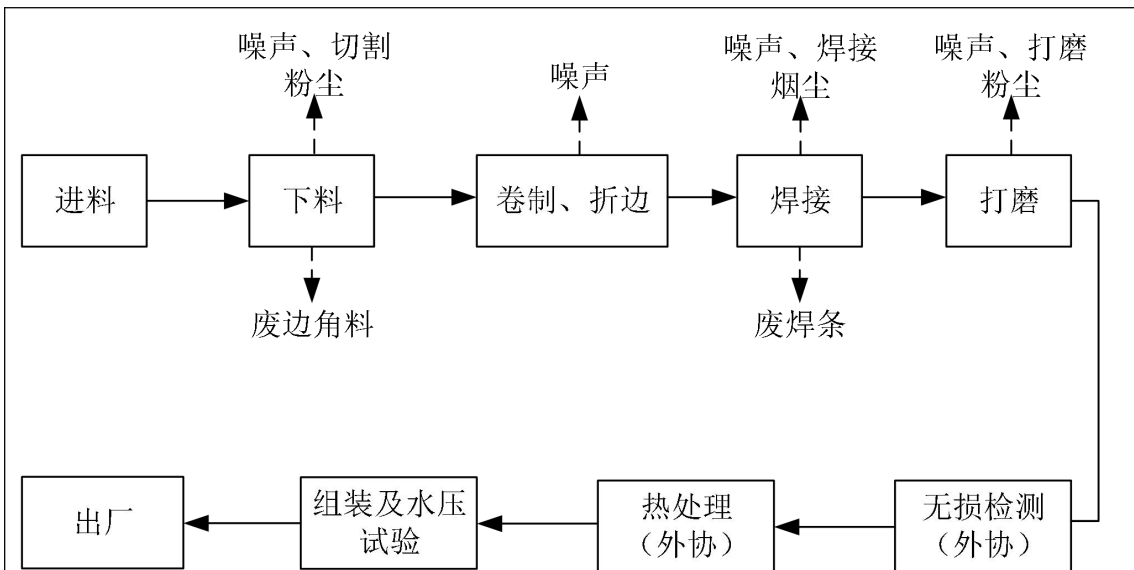 噪声、切割
粉尘
噪声
噪声、焊接
烟尘
噪声、打磨
粉尘
进料
下料
卷制、折边
焊接
打磨
废边角料
废焊条
出厂
组装及水压
试验
热处理
（外协）
无损检测
（外协）